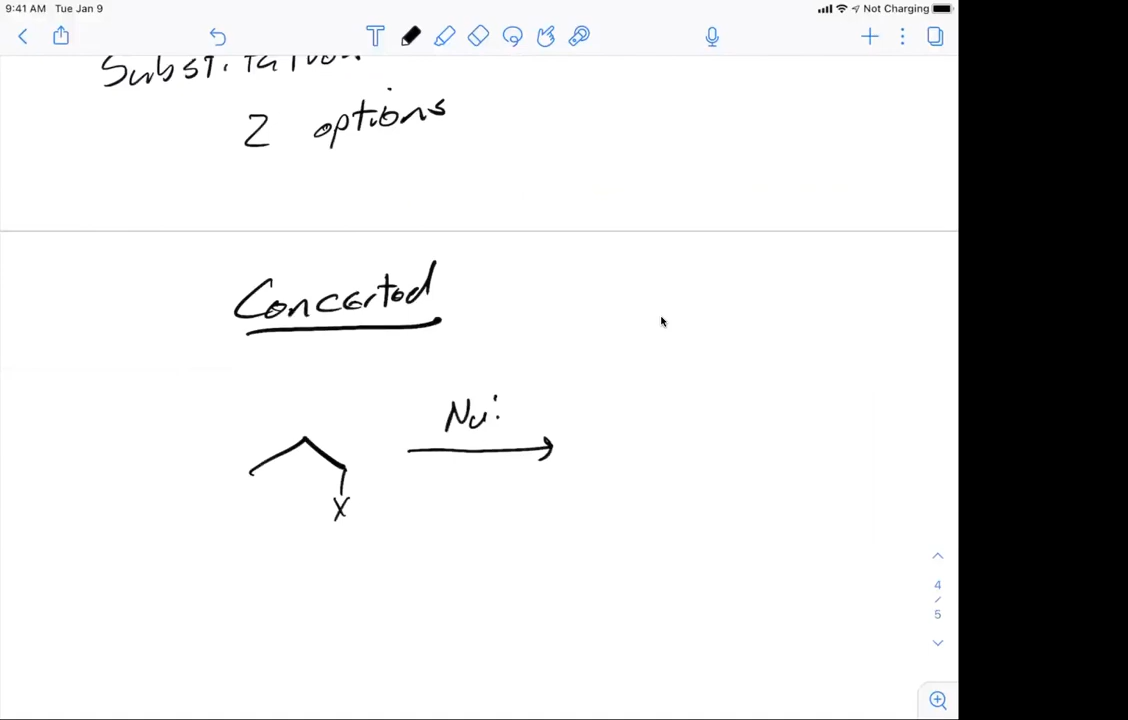 9:41 AM Tue Jan 9
Not Charging
Substitution
2 options
Concerted
Nu:
X
4
/
5